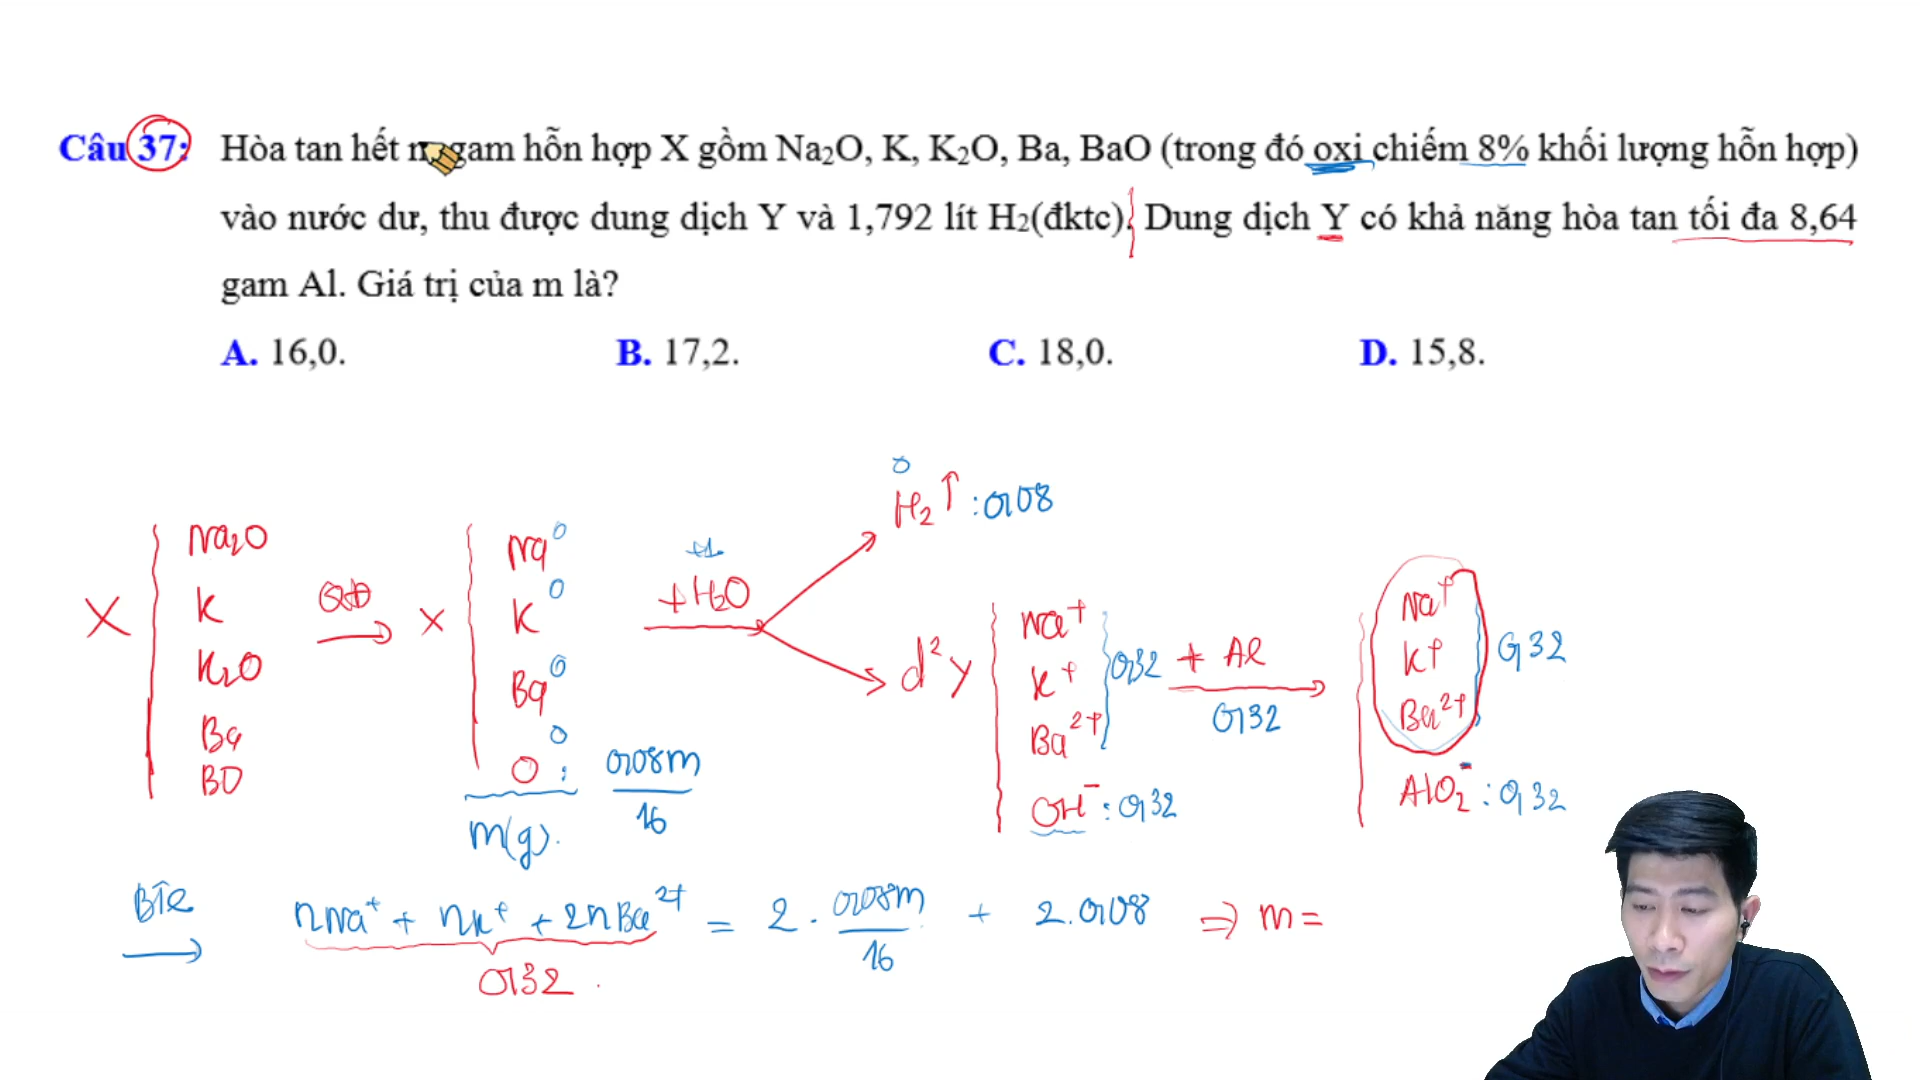 Câu 37: Hòa tan hết m gam hỗn hợp X gồm Na₂O, K, K₂O, Ba, BaO (trong đó oxi chiếm 8% khối lượng hỗn hợp)
vào nước dư, thu được dung dịch Y và 1,792 lít H₂(đktc). Dung dịch Y có khả năng hòa tan tối đa 8,64
gam Al. Giá trị của m là?
A. 16,0. B. 17,2. C. 18,0. D. 15,8.
X
Na₂O
K
K₂O
Ba
BO
QĐ
X
Na⁰
K⁰
Ba⁰
O⁰ : 0,08m/16
m(g).
+1
+H₂O
0
H₂↑ : 0,08
d² Y
Na⁺
K⁺
Ba²⁺
0,32
OH⁻ : 0,32
+ Al
0,32
Na⁺
K⁺
Ba²⁺
0,32
AlO₂⁻ : 0,32
BTe
nNa⁺ + nK⁺ + 2nBa²⁺ = 2 . 0,08m/16 + 2.0,08 ⇒ m =
0,32